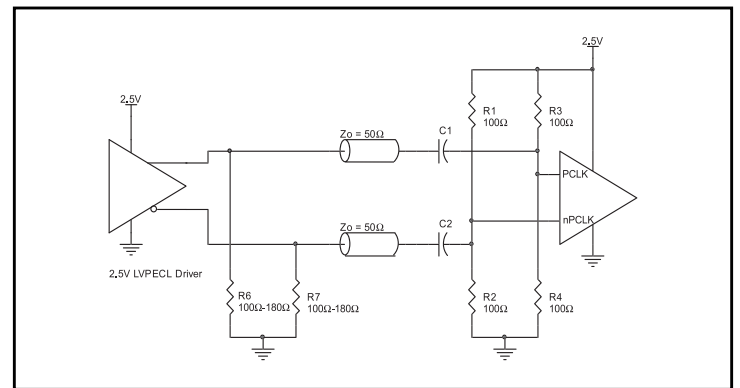 2.5V
2.5V
R1
100Ω
R3
100Ω
Zo = 50Ω
C1
PCLK
Zo = 50Ω
C2
nPCLK
2.5V LVPECL Driver
R6
100Ω-180Ω
R7
100Ω-180Ω
R2
100Ω
R4
100Ω